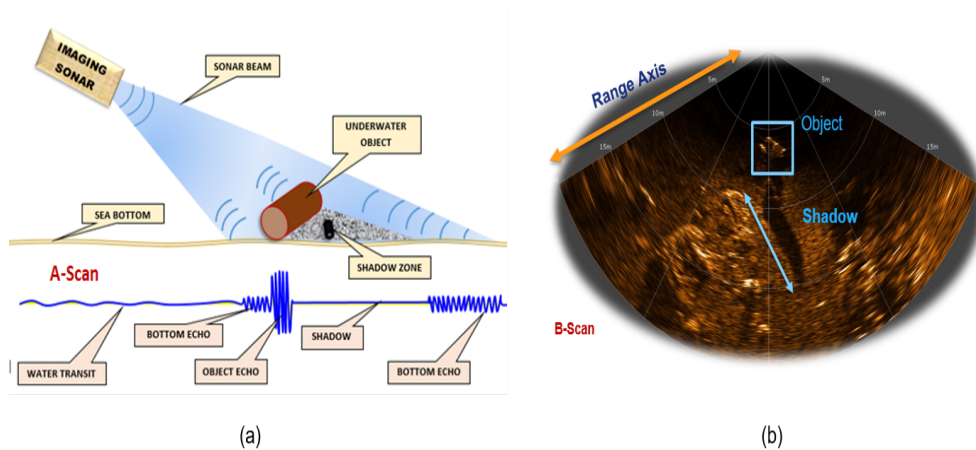 IMAGING
SONAR
SONAR BEAM
UNDERWATER
OBJECT
SEA BOTTOM
SHADOW ZONE
A-Scan
BOTTOM ECHO
SHADOW
WATER TRANSIT
OBJECT ECHO
BOTTOM ECHO
(a)
Range Axis
5m
5m
10m
10m
15m
15m
Object
Shadow
B-Scan
(b)